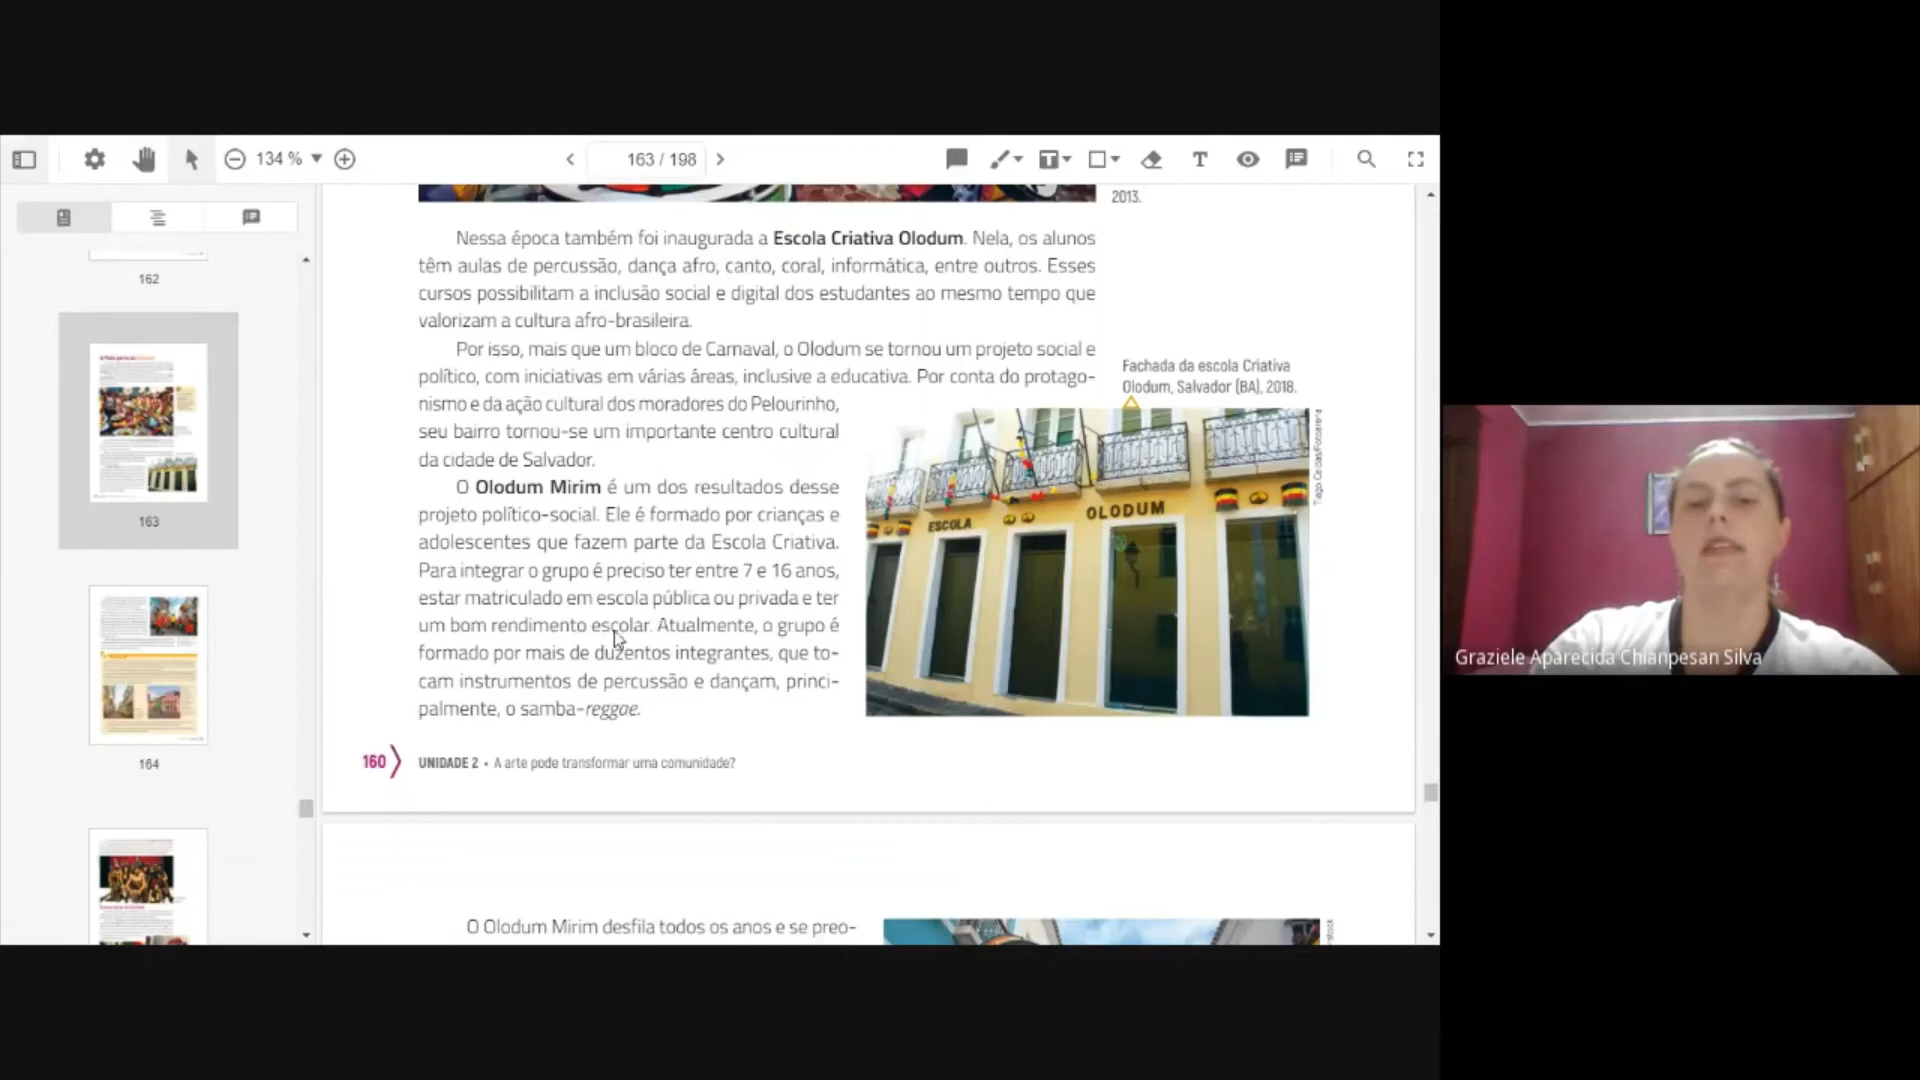 134 %
163 / 198
162
163
164
2013.
Nessa época também foi inaugurada a Escola Criativa Olodum. Nela, os alunos
têm aulas de percussão, dança afro, canto, coral, informática, entre outros. Esses
cursos possibilitam a inclusão social e digital dos estudantes ao mesmo tempo que
valorizam a cultura afro-brasileira.
Por isso, mais que um bloco de Carnaval, o Olodum se tornou um projeto social e
político, com iniciativas em várias áreas, inclusive a educativa. Por conta do protago-
nismo e da ação cultural dos moradores do Pelourinho,
seu bairro tornou-se um importante centro cultural
da cidade de Salvador.
O Olodum Mirim é um dos resultados desse
projeto político-social. Ele é formado por crianças e
adolescentes que fazem parte da Escola Criativa.
Para integrar o grupo é preciso ter entre 7 e 16 anos,
estar matriculado em escola pública ou privada e ter
um bom rendimento escolar. Atualmente, o grupo é
formado por mais de duzentos integrantes, que to-
cam instrumentos de percussão e dançam, princi-
palmente, o samba-reggae.
Fachada da escola Criativa
Olodum, Salvador (BA), 2018.
ESCOLA OLODUM
160 UNIDADE 2 • A arte pode transformar uma comunidade?
O Olodum Mirim desfila todos os anos e se preo-
Graziele Aparecida Chianpesan Silva